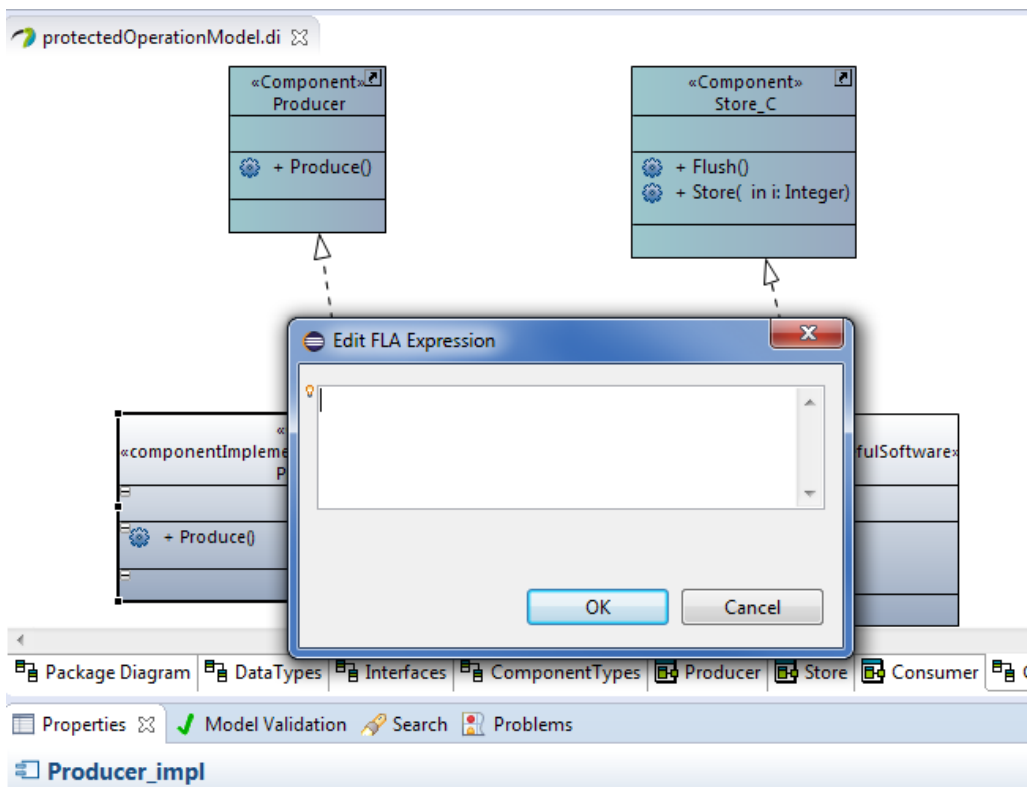 protectedOperationModel.di
«Component»
Producer
+ Produce()
«Component»
Store_C
+ Flush()
+ Store( in i: Integer)
Edit FLA Expression
«componentImpleme
P
fulSoftware»
+ Produce()
OK
Cancel
Package Diagram
DataTypes
Interfaces
ComponentTypes
Producer
Store
Consumer
Properties
Model Validation
Search
Problems
Producer_impl